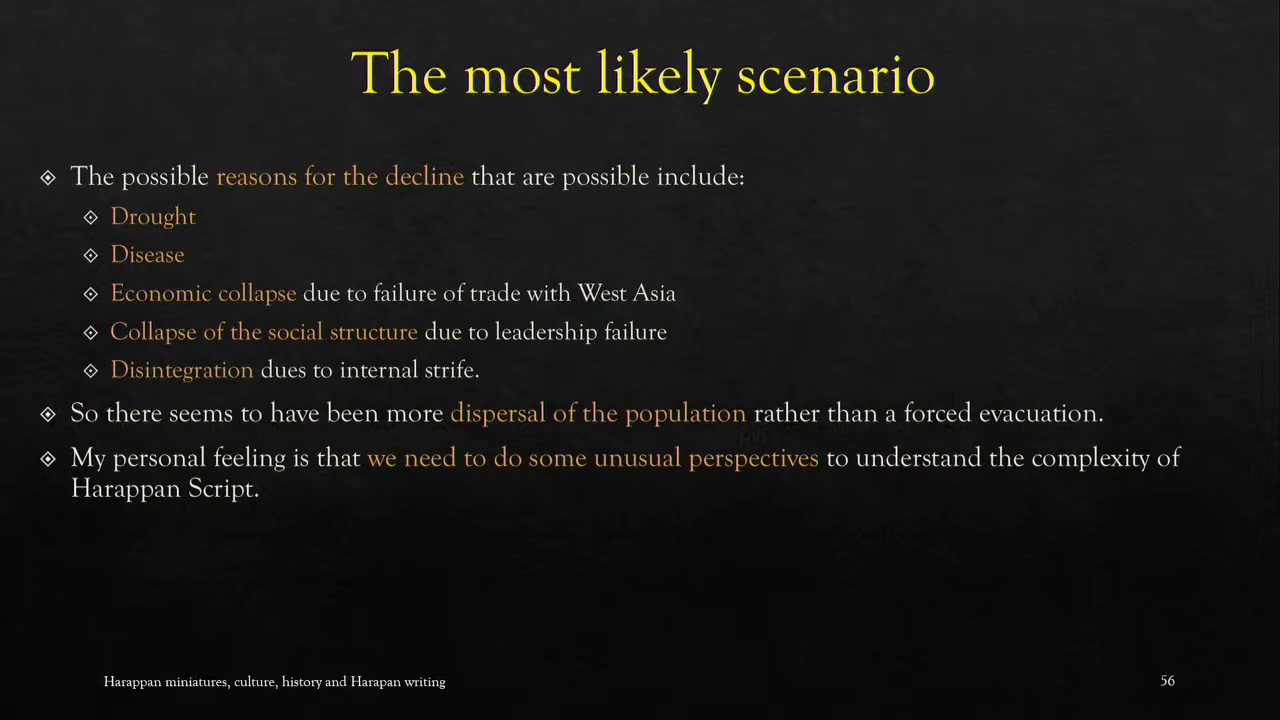 The most likely scenario
The possible reasons for the decline that are possible include:
Drought
Disease
Economic collapse due to failure of trade with West Asia
Collapse of the social structure due to leadership failure
Disintegration dues to internal strife.
So there seems to have been more dispersal of the population rather than a forced evacuation.
My personal feeling is that we need to do some unusual perspectives to understand the complexity of
Harappan Script.
Harappan miniatures, culture, history and Harapan writing
56